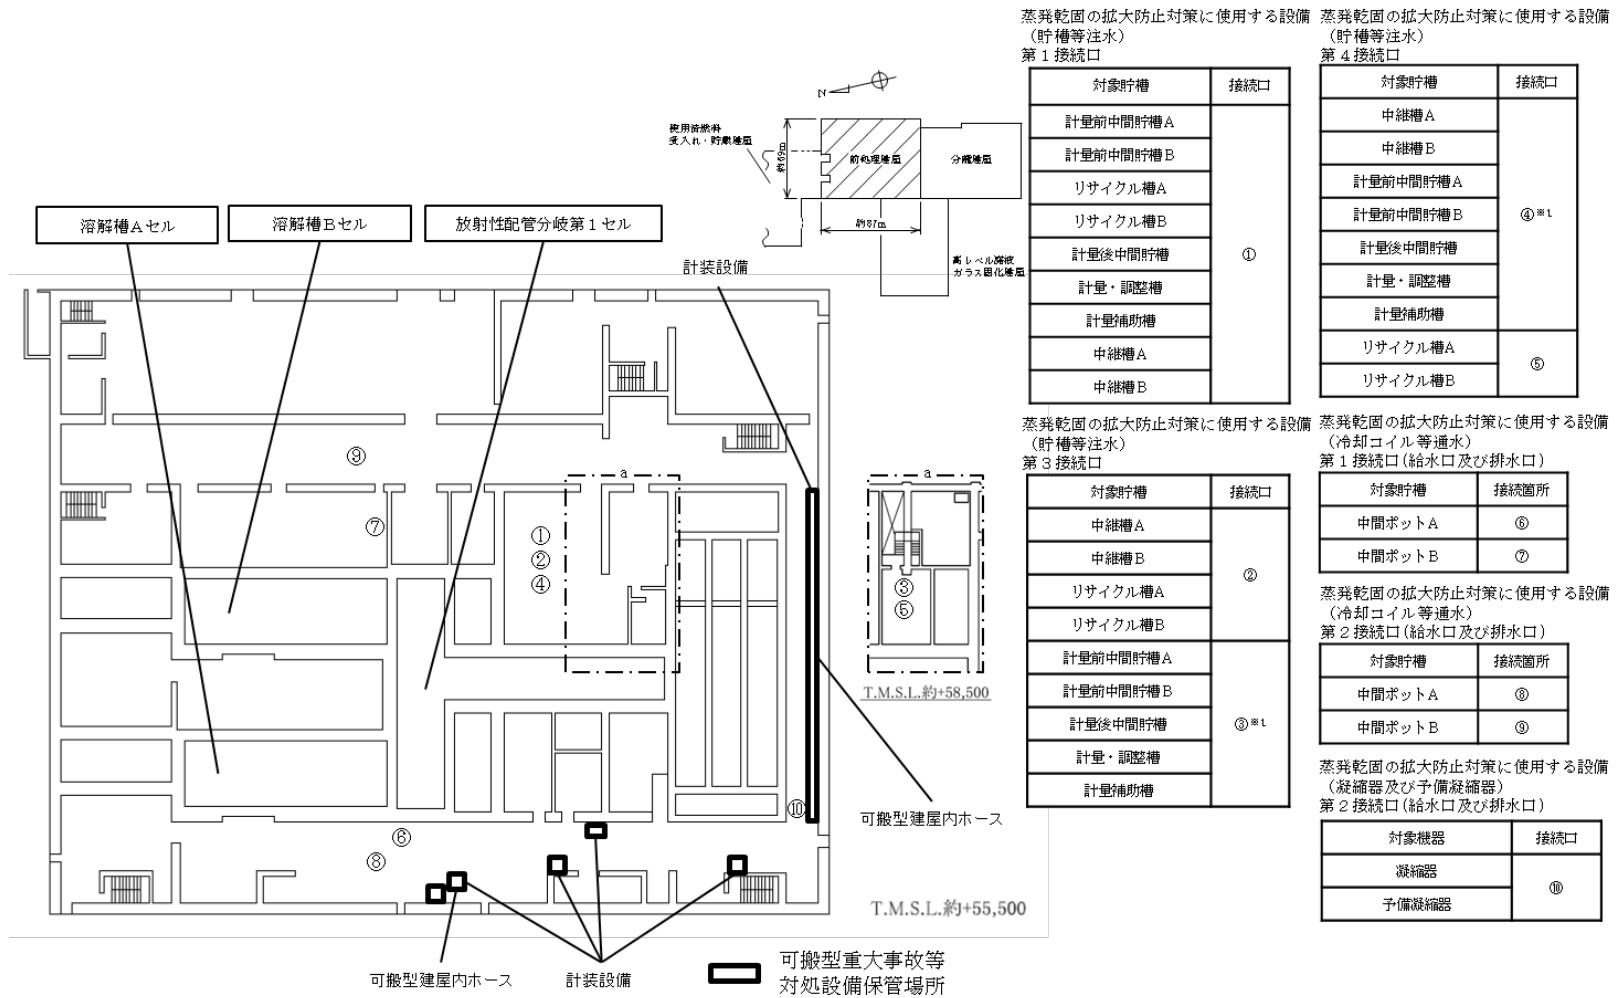 溶解槽Aセル
溶解槽Bセル
放射性配管分岐第1セル
計装設備
N
使用済燃料
受入れ・貯蔵建屋
約69m
前処理建屋
分離建屋
約87m
高レベル廃液
ガラス固化建屋
⑨
⑦
①
②
④
a
a
③
⑤
T.M.S.L.約+58,500
⑩
可搬型建屋内ホース
⑥
⑧
T.M.S.L.約+55,500
可搬型建屋内ホース
計装設備
可搬型重大事故等
対処設備保管場所
蒸発乾固の拡大防止対策に使用する設備
（貯槽等注水）
第1接続口
対象貯槽 接続口
計量前中間貯槽A
計量前中間貯槽B
リサイクル槽A
リサイクル槽B
計量後中間貯槽 ①
計量・調整槽
計量補助槽
中継槽A
中継槽B
蒸発乾固の拡大防止対策に使用する設備
（貯槽等注水）
第3接続口
対象貯槽 接続口
中継槽A
中継槽B
②
リサイクル槽A
リサイクル槽B
計量前中間貯槽A
計量前中間貯槽B
計量後中間貯槽 ③※1
計量・調整槽
計量補助槽
蒸発乾固の拡大防止対策に使用する設備
（貯槽等注水）
第4接続口
対象貯槽 接続口
中継槽A
中継槽B
計量前中間貯槽A
計量前中間貯槽B ④※1
計量後中間貯槽
計量・調整槽
計量補助槽
リサイクル槽A
⑤
リサイクル槽B
蒸発乾固の拡大防止対策に使用する設備
（冷却コイル等通水）
第1接続口(給水口及び排水口)
対象貯槽 接続箇所
中間ポットA ⑥
中間ポットB ⑦
蒸発乾固の拡大防止対策に使用する設備
（冷却コイル等通水）
第2接続口(給水口及び排水口)
対象貯槽 接続箇所
中間ポットA ⑧
中間ポットB ⑨
蒸発乾固の拡大防止対策に使用する設備
（凝縮器及び予備凝縮器）
第2接続口(給水口及び排水口)
対象機器 接続口
凝縮器
⑩
予備凝縮器